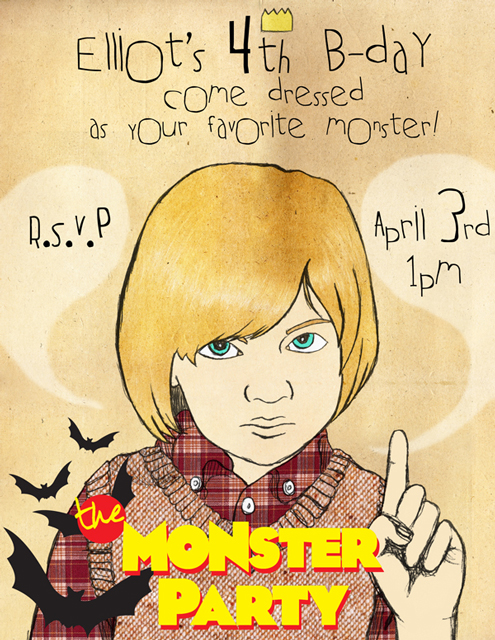 Elliot's 4th B-day
come dressed
as your favorite monster!
R.S.V.P
April 3rd
1pm
the
MONSTER
PARTY